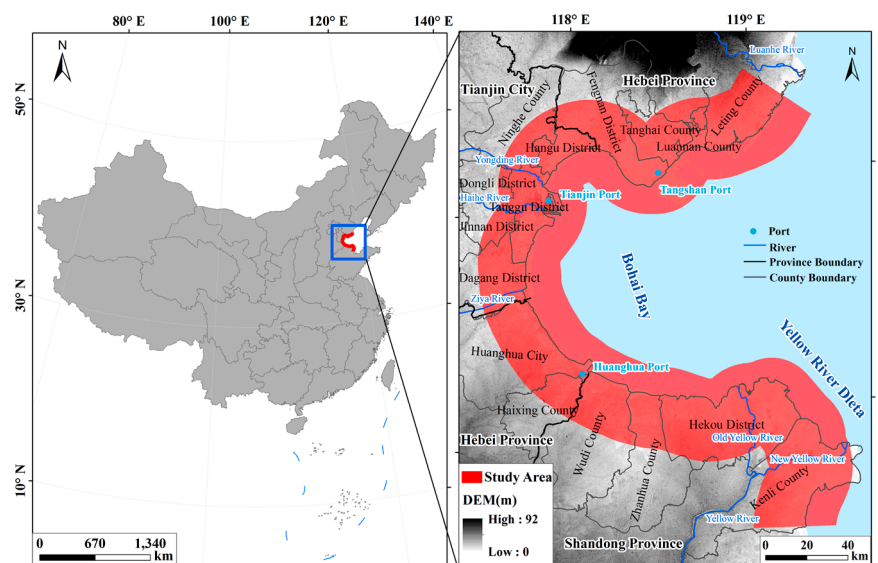 80° E
100° E
120° E
140° E
50° N
30° N
10° N
N
0 670 1,340
km
118° E
119° E
N
Luanhe River
Hebei Province
Tianjin City
Ninghe County
Fengnan District
Leting County
Tanghai County
Luannan County
Hangu District
Yongding River
Dongli District
Tianjin Port
Tangshan Port
Haihe River
Tanggu District
Jinnan District
Port
River
Province Boundary
County Boundary
Dagang District
Ziya River
Bohai Bay
Yellow River Dleta
Huanghua City
Huanghua Port
Haixing County
Hebei Province
Wudi County
Zhanhua County
Hekou District
Old Yellow River
New Yellow River
Kenli County
Yellow River
Shandong Province
Study Area
DEM(m)
High : 92
Low : 0
0 20 40
km